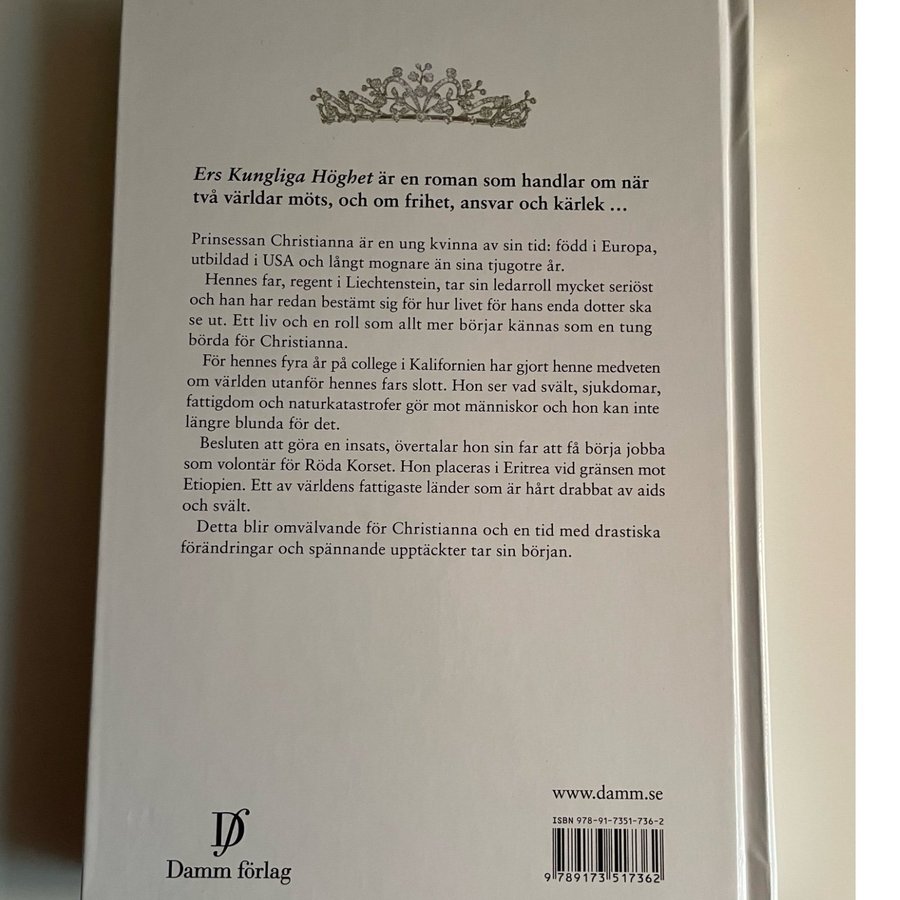 Ers Kungliga Höghet är en roman som handlar om när
två världar möts, och om frihet, ansvar och kärlek ...
Prinsessan Christianna är en ung kvinna av sin tid: född i Europa,
utbildad i USA och långt mognare än sina tjugotre år.
Hennes far, regent i Liechtenstein, tar sin ledarroll mycket seriöst
och han har redan bestämt sig för hur livet för hans enda dotter ska
se ut. Ett liv och en roll som allt mer börjar kännas som en tung
börda för Christianna.
För hennes fyra år på college i Kalifornien har gjort henne medveten
om världen utanför hennes fars slott. Hon ser vad svält, sjukdomar,
fattigdom och naturkatastrofer gör mot människor och hon kan inte
längre blunda för det.
Besluten att göra en insats, övertalar hon sin far att få börja jobba
som volontär för Röda Korset. Hon placeras i Eritrea vid gränsen mot
Etiopien. Ett av världens fattigaste länder som är hårt drabbat av aids
och svält.
Detta blir omvälvande för Christianna och en tid med drastiska
förändringar och spännande upptäckter tar sin början.
www.damm.se
ISBN 978-91-7351-736-2
9 789173 517362
Df
Damm förlag